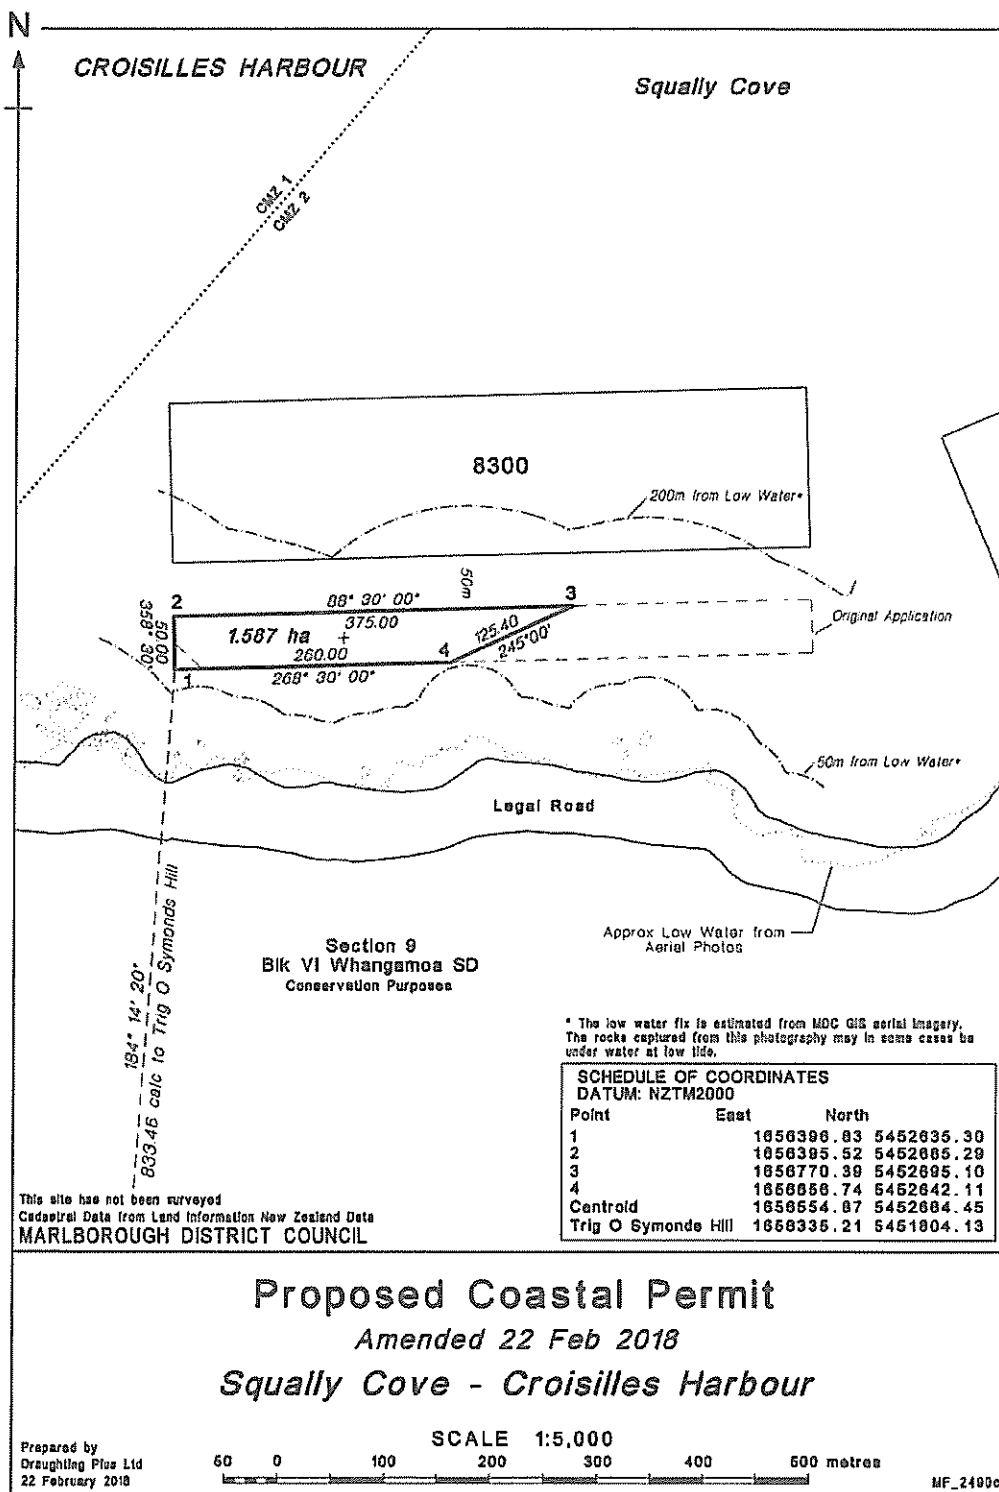 N
CROISILLES HARBOUR
Squally Cove
CMZ 1
CMZ 2
8300
200m from Low Water*
50m
2
88° 30' 00"
3
358° 30'
50.00
375.00
1.587 ha
+
260.00
4
125.40
245°00'
Original Application
1
268° 30' 00"
50m from Low Water*
Legal Road
184° 14' 20"
833.46 calc to Trig O Symonds Hill
Section 9
Blk VI Whangamoa SD
Conservation Purposes
Approx Low Water from
Aerial Photos
* The low water fix is estimated from MDC GIS aerial imagery.
The rocks captured from this photography may in some cases be
under water at low tide.
SCHEDULE OF COORDINATES
DATUM: NZTM2000
Point East North
1 1656396.83 5452635.30
2 1656395.52 5452685.29
3 1656770.39 5452695.10
4 1656656.74 5452642.11
Centroid 1656554.87 5452664.45
Trig O Symonds Hill 1656335.21 5451804.13
This site has not been surveyed
Cadastral Data from Land Information New Zealand Data
MARLBOROUGH DISTRICT COUNCIL
Proposed Coastal Permit
Amended 22 Feb 2018
Squally Cove - Croisilles Harbour
SCALE 1:5,000
Prepared by
Draughting Plus Ltd
22 February 2018
50 0 100 200 300 400 500 metres
MF_2490c